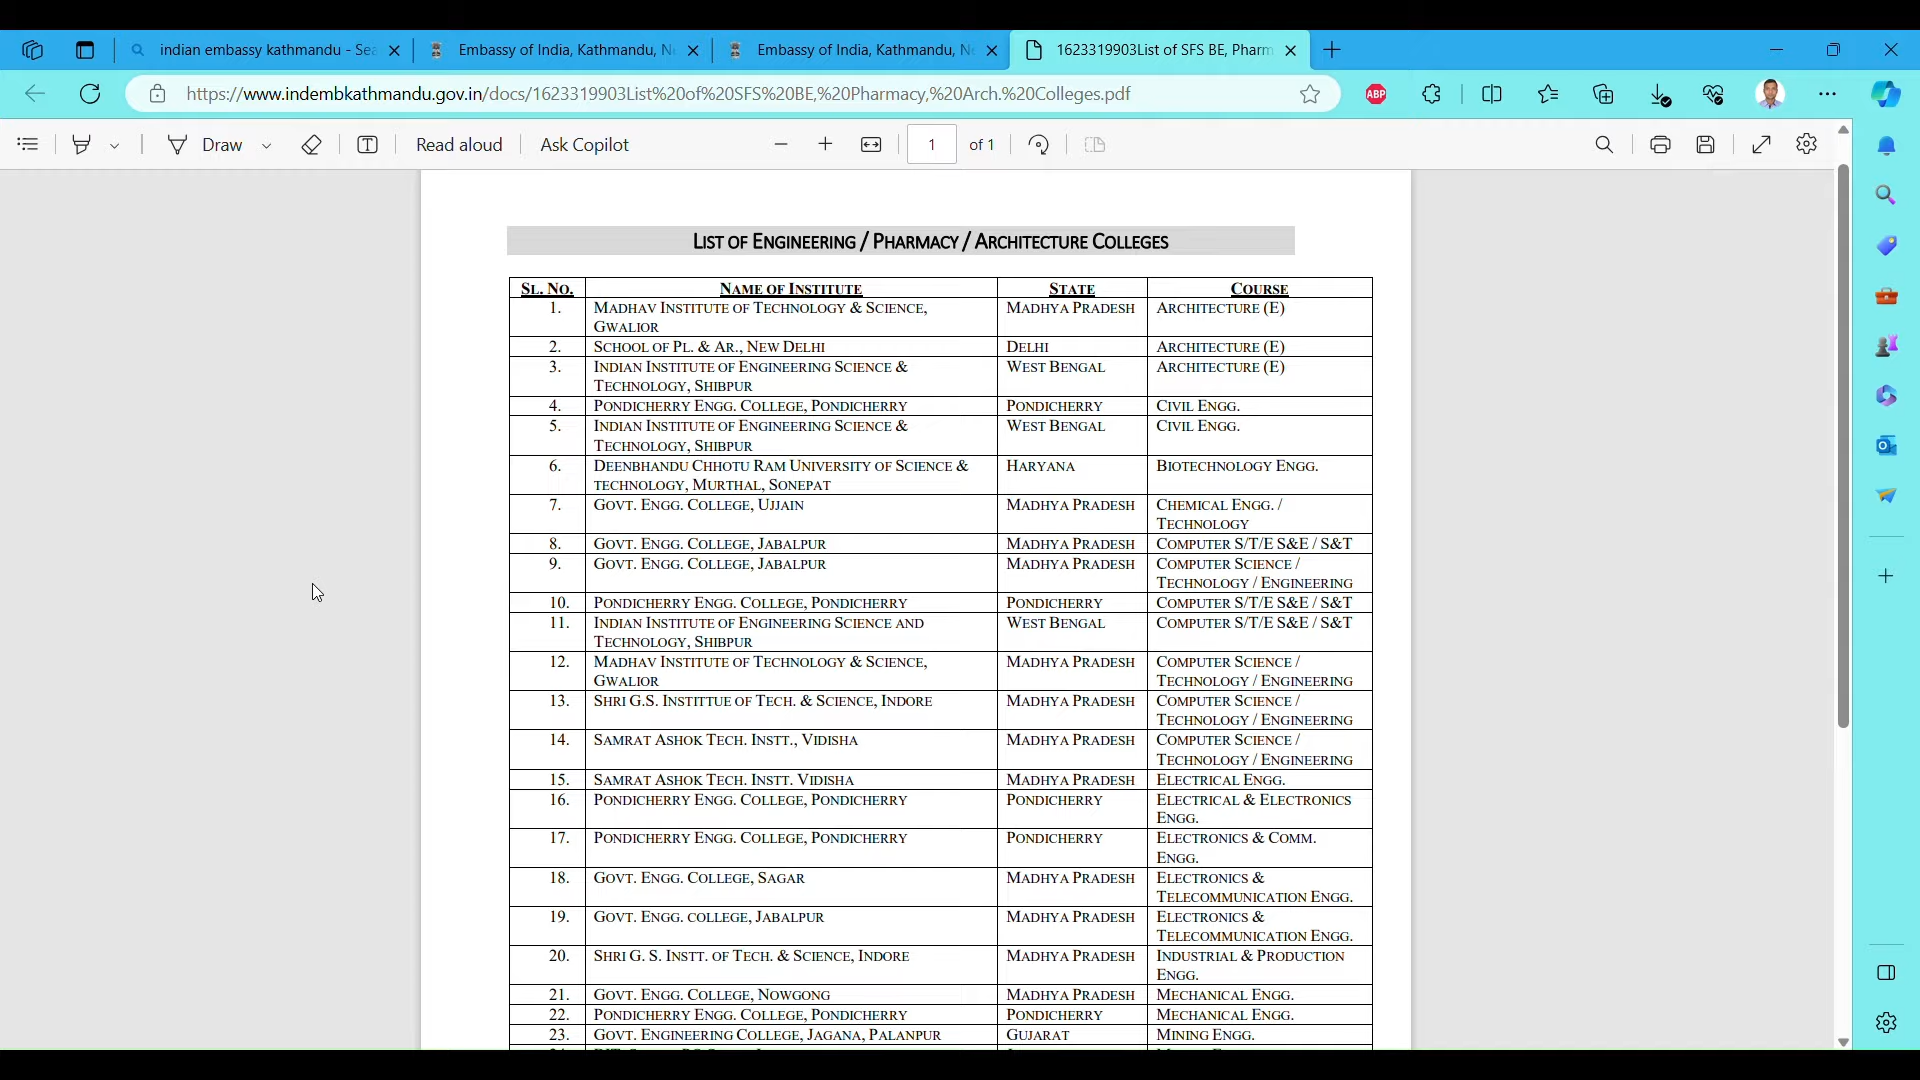 indian embassy kathmandu - Sea
Embassy of India, Kathmandu, Ne
Embassy of India, Kathmandu, Ne
1623319903List of SFS BE, Pharm
https://www.indembkathmandu.gov.in/docs/1623319903List%20of%20SFS%20BE,%20Pharmacy,%20Arch.%20Colleges.pdf
ABP
Draw
Read aloud
Ask Copilot
1 of 1
LIST OF ENGINEERING / PHARMACY / ARCHITECTURE COLLEGES
SL. NO. NAME OF INSTITUTE STATE COURSE
1. MADHAV INSTITUTE OF TECHNOLOGY & SCIENCE, MADHYA PRADESH ARCHITECTURE (E)
GWALIOR
2. SCHOOL OF PL. & AR., NEW DELHI DELHI ARCHITECTURE (E)
3. INDIAN INSTITUTE OF ENGINEERING SCIENCE & WEST BENGAL ARCHITECTURE (E)
TECHNOLOGY, SHIBPUR
4. PONDICHERRY ENGG. COLLEGE, PONDICHERRY PONDICHERRY CIVIL ENGG.
5. INDIAN INSTITUTE OF ENGINEERING SCIENCE & WEST BENGAL CIVIL ENGG.
TECHNOLOGY, SHIBPUR
6. DEENBHANDU CHHOTU RAM UNIVERSITY OF SCIENCE & HARYANA BIOTECHNOLOGY ENGG.
TECHNOLOGY, MURTHAL, SONEPAT
7. GOVT. ENGG. COLLEGE, UJJAIN MADHYA PRADESH CHEMICAL ENGG. /
TECHNOLOGY
8. GOVT. ENGG. COLLEGE, JABALPUR MADHYA PRADESH COMPUTER S/T/E S&E / S&T
9. GOVT. ENGG. COLLEGE, JABALPUR MADHYA PRADESH COMPUTER SCIENCE /
TECHNOLOGY / ENGINEERING
10. PONDICHERRY ENGG. COLLEGE, PONDICHERRY PONDICHERRY COMPUTER S/T/E S&E / S&T
11. INDIAN INSTITUTE OF ENGINEERING SCIENCE AND WEST BENGAL COMPUTER S/T/E S&E / S&T
TECHNOLOGY, SHIBPUR
12. MADHAV INSTITUTE OF TECHNOLOGY & SCIENCE, MADHYA PRADESH COMPUTER SCIENCE /
GWALIOR TECHNOLOGY / ENGINEERING
13. SHRI G.S. INSTITTUE OF TECH. & SCIENCE, INDORE MADHYA PRADESH COMPUTER SCIENCE /
TECHNOLOGY / ENGINEERING
14. SAMRAT ASHOK TECH. INSTT., VIDISHA MADHYA PRADESH COMPUTER SCIENCE /
TECHNOLOGY / ENGINEERING
15. SAMRAT ASHOK TECH. INSTT. VIDISHA MADHYA PRADESH ELECTRICAL ENGG.
16. PONDICHERRY ENGG. COLLEGE, PONDICHERRY PONDICHERRY ELECTRICAL & ELECTRONICS
ENGG.
17. PONDICHERRY ENGG. COLLEGE, PONDICHERRY PONDICHERRY ELECTRONICS & COMM.
ENGG.
18. GOVT. ENGG. COLLEGE, SAGAR MADHYA PRADESH ELECTRONICS &
TELECOMMUNICATION ENGG.
19. GOVT. ENGG. COLLEGE, JABALPUR MADHYA PRADESH ELECTRONICS &
TELECOMMUNICATION ENGG.
20. SHRI G. S. INSTT. OF TECH. & SCIENCE, INDORE MADHYA PRADESH INDUSTRIAL & PRODUCTION
ENGG.
21. GOVT. ENGG. COLLEGE, NOWGONG MADHYA PRADESH MECHANICAL ENGG.
22. PONDICHERRY ENGG. COLLEGE, PONDICHERRY PONDICHERRY MECHANICAL ENGG.
23. GOVT. ENGINEERING COLLEGE, JAGANA, PALANPUR GUJARAT MINING ENGG.